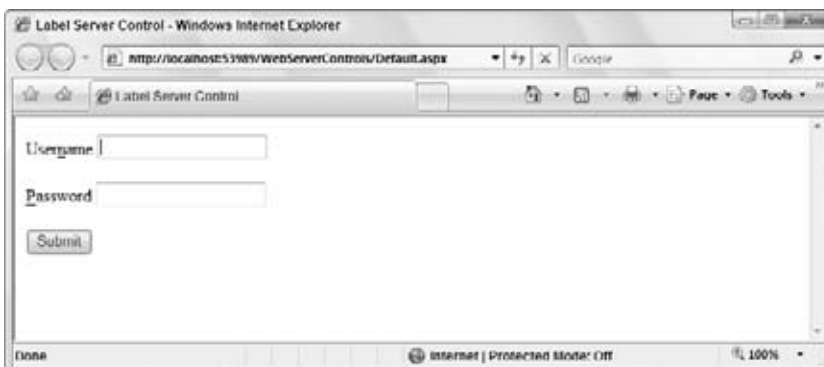 Label Server Control - Windows Internet Explorer
http://localhost:53989/WebServerControls/Default.aspx
Google
Label Server Control
Page
Tools
Username
Password
Submit
Done
Internet | Protected Mode: Off
100%